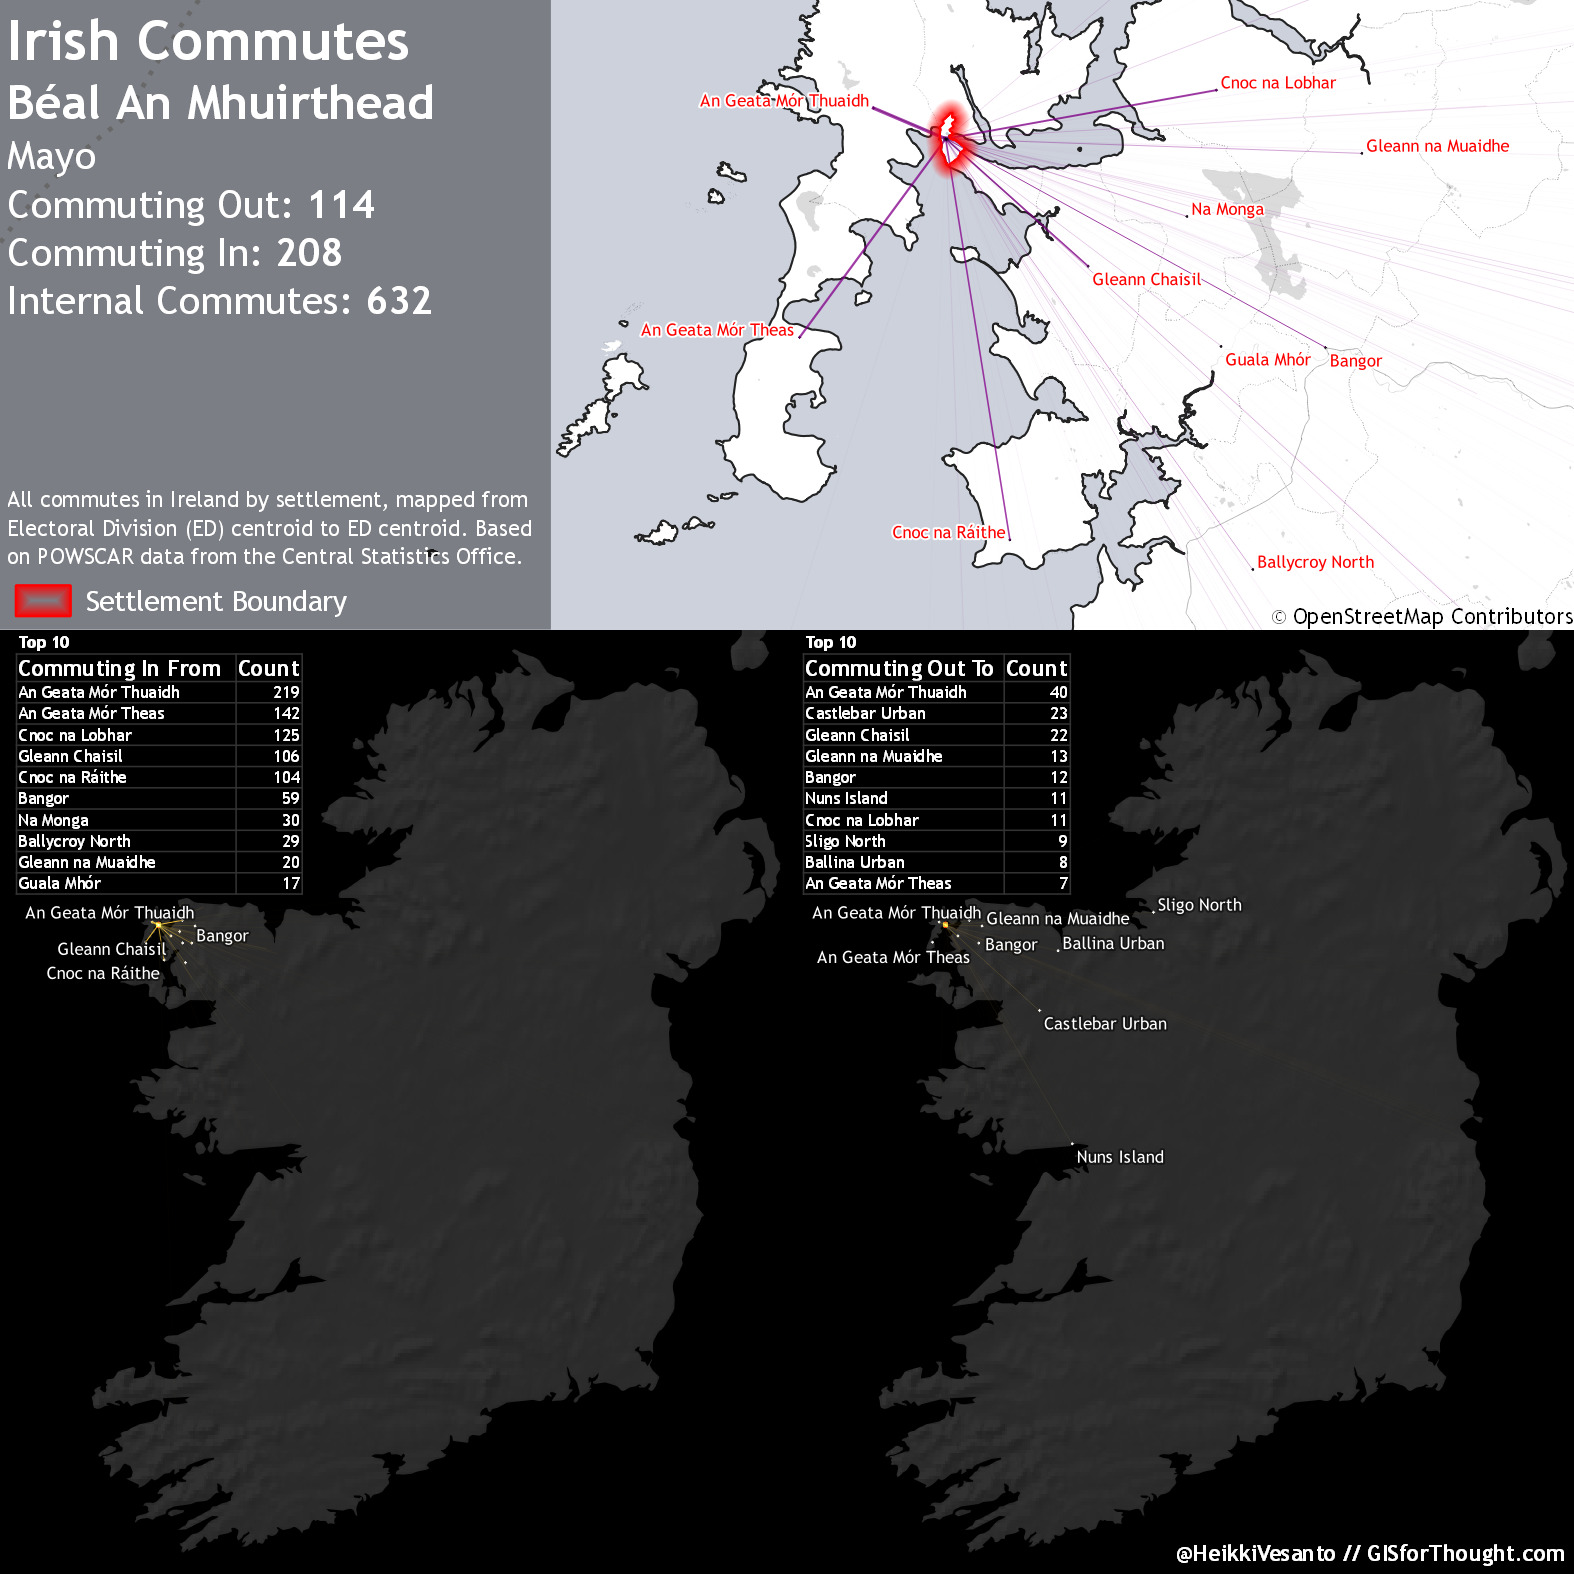 Irish Commutes
Béal An Mhuirthead
Mayo
Commuting Out: 114
Commuting In: 208
Internal Commutes: 632
All commutes in Ireland by settlement, mapped from
Electoral Division (ED) centroid to ED centroid. Based
on POWSCAR data from the Central Statistics Office.
Settlement Boundary
An Geata Mór Thuaidh
Cnoc na Lobhar
Gleann na Muaidhe
Na Monga
Gleann Chaisil
An Geata Mór Theas
Guala Mhór
Bangor
Cnoc na Ráithe
Ballycroy North
© OpenStreetMap Contributors
Top 10
Commuting In From Count
An Geata Mór Thuaidh 219
An Geata Mór Theas 142
Cnoc na Lobhar 125
Gleann Chaisil 106
Cnoc na Ráithe 104
Bangor 59
Na Monga 30
Ballycroy North 29
Gleann na Muaidhe 20
Guala Mhór 17
An Geata Mór Thuaidh
Bangor
Gleann Chaisil
Cnoc na Ráithe
Top 10
Commuting Out To Count
An Geata Mór Thuaidh 40
Castlebar Urban 23
Gleann Chaisil 22
Gleann na Muaidhe 13
Bangor 12
Nuns Island 11
Cnoc na Lobhar 11
Sligo North 9
Ballina Urban 8
An Geata Mór Theas 7
Sligo North
An Geata Mór Thuaidh
Gleann na Muaidhe
Bangor
Ballina Urban
An Geata Mór Theas
Castlebar Urban
Nuns Island
@HeikkiVesanto // GISforThought.com